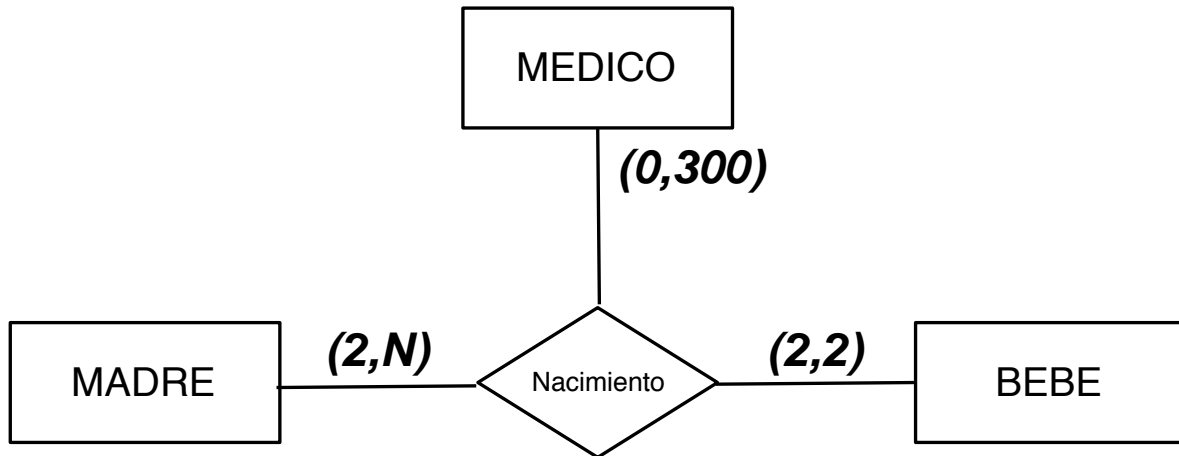 MEDICO
(0,300)
(2,N)
(2,2)
MADRE
Nacimiento
BEBE